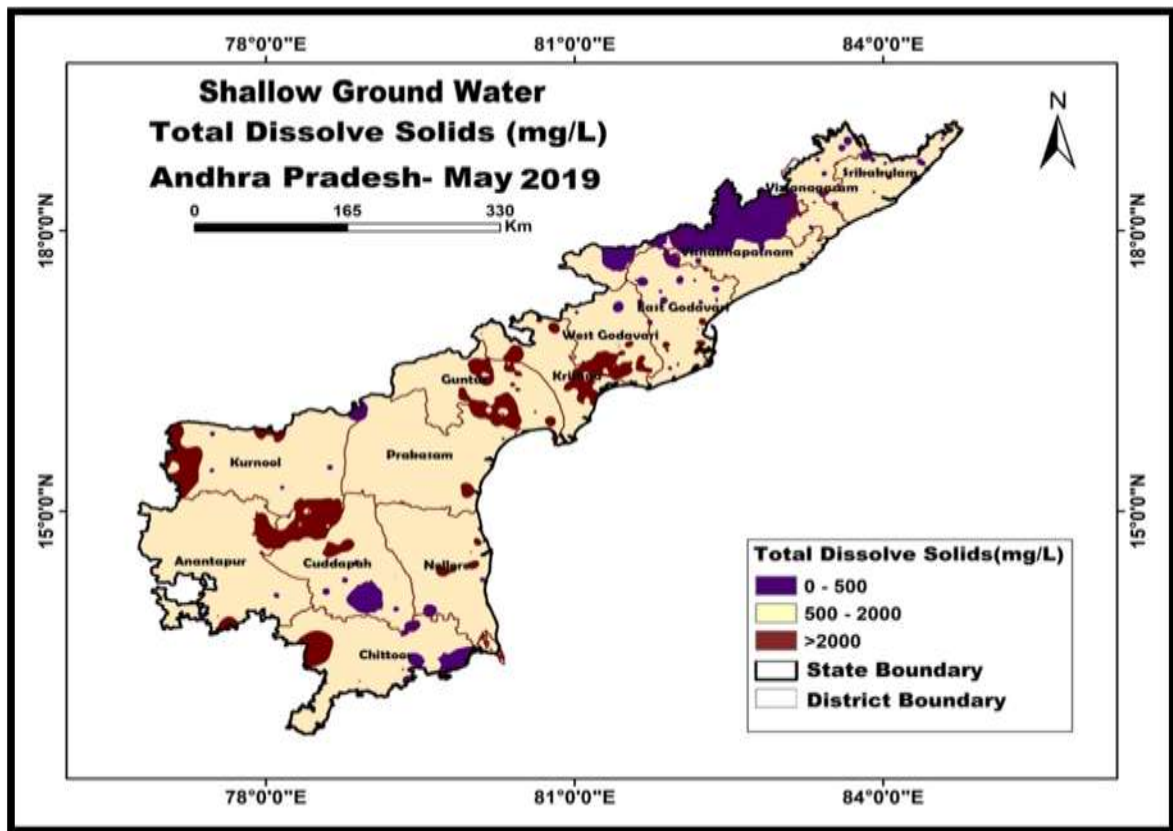 78°0'0"E 81°0'0"E 84°0'0"E
Shallow Ground Water
Total Dissolve Solids (mg/L)
Andhra Pradesh- May 2019
0 165 330
Km
N
18°0'0"N
18°0'0"N
15°0'0"N
15°0'0"N
Srikakulam
Vizianagaram
Vishakhapatnam
East Godavari
West Godavari
Krishna
Guntur
Prakasam
Kurnool
Anantapur
Cuddapah
Nellore
Chittoor
Total Dissolve Solids(mg/L)
0 - 500
500 - 2000
>2000
State Boundary
District Boundary
78°0'0"E 81°0'0"E 84°0'0"E